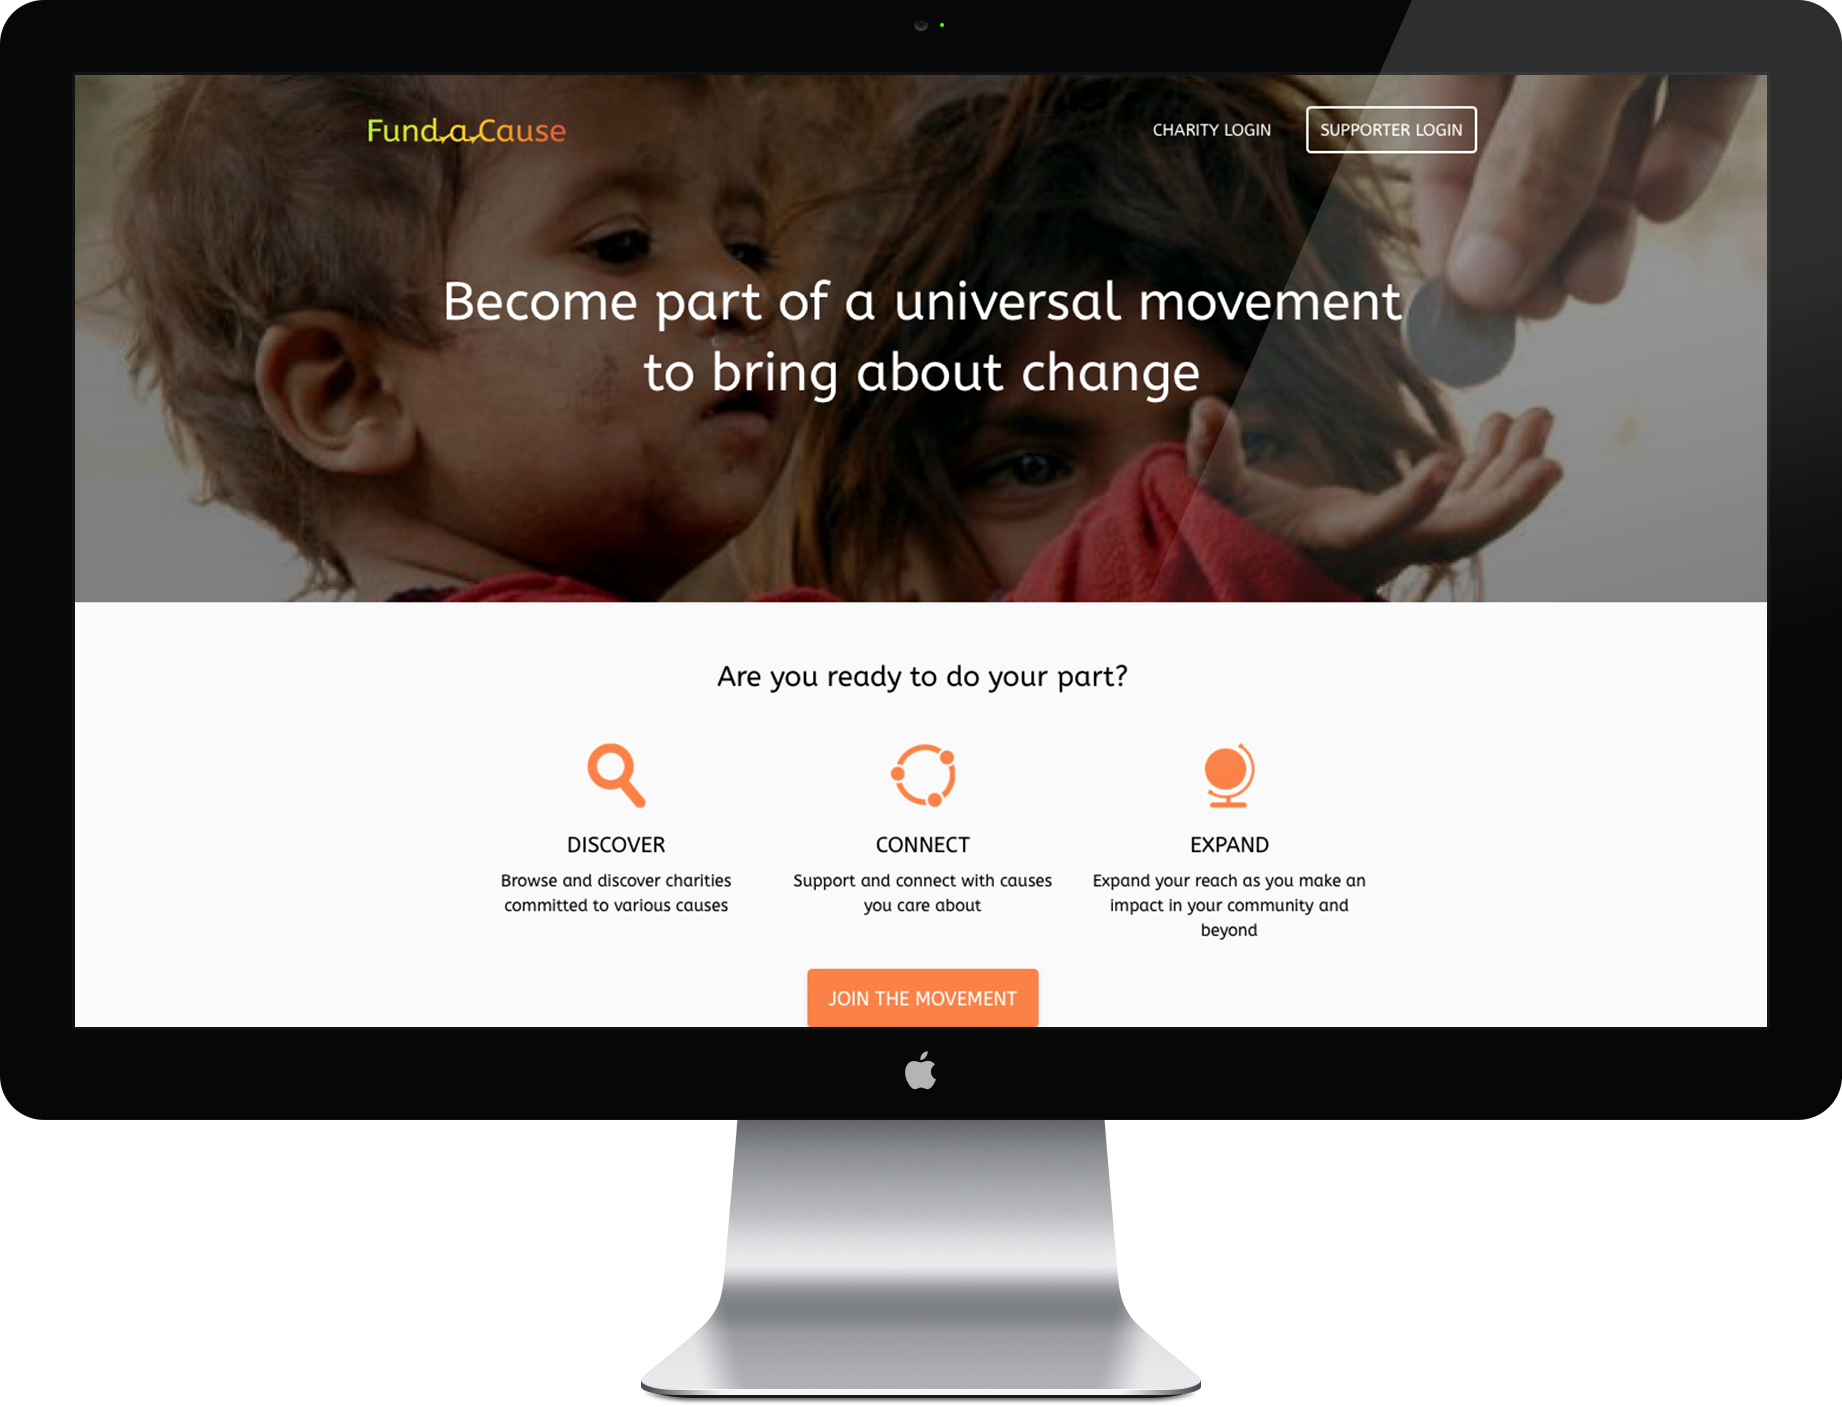 Fund a Cause
CHARITY LOGIN
SUPPORTER LOGIN
Become part of a universal movement
to bring about change
Are you ready to do your part?
DISCOVER
Browse and discover charities
committed to various causes
CONNECT
Support and connect with causes
you care about
EXPAND
Expand your reach as you make an
impact in your community and
beyond
JOIN THE MOVEMENT